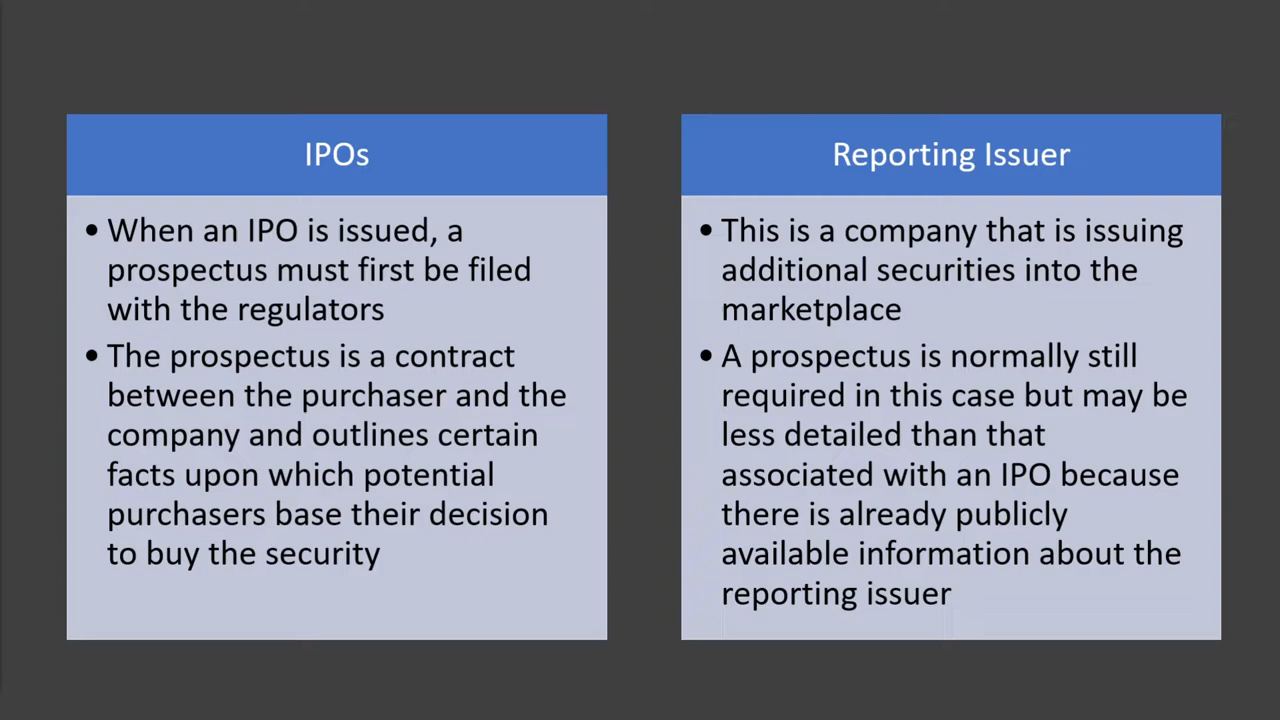 IPOs
• When an IPO is issued, a
prospectus must first be filed
with the regulators
• The prospectus is a contract
between the purchaser and the
company and outlines certain
facts upon which potential
purchasers base their decision
to buy the security
Reporting Issuer
• This is a company that is issuing
additional securities into the
marketplace
• A prospectus is normally still
required in this case but may be
less detailed than that
associated with an IPO because
there is already publicly
available information about the
reporting issuer